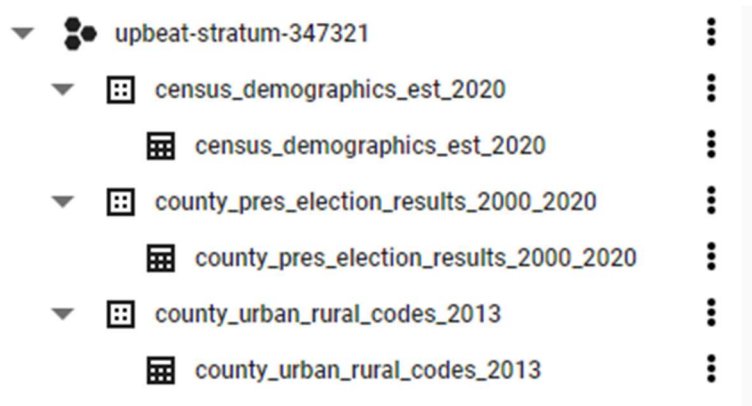 upbeat-stratum-347321
census_demographics_est_2020
census_demographics_est_2020
county_pres_election_results_2000_2020
county_pres_election_results_2000_2020
county_urban_rural_codes_2013
county_urban_rural_codes_2013